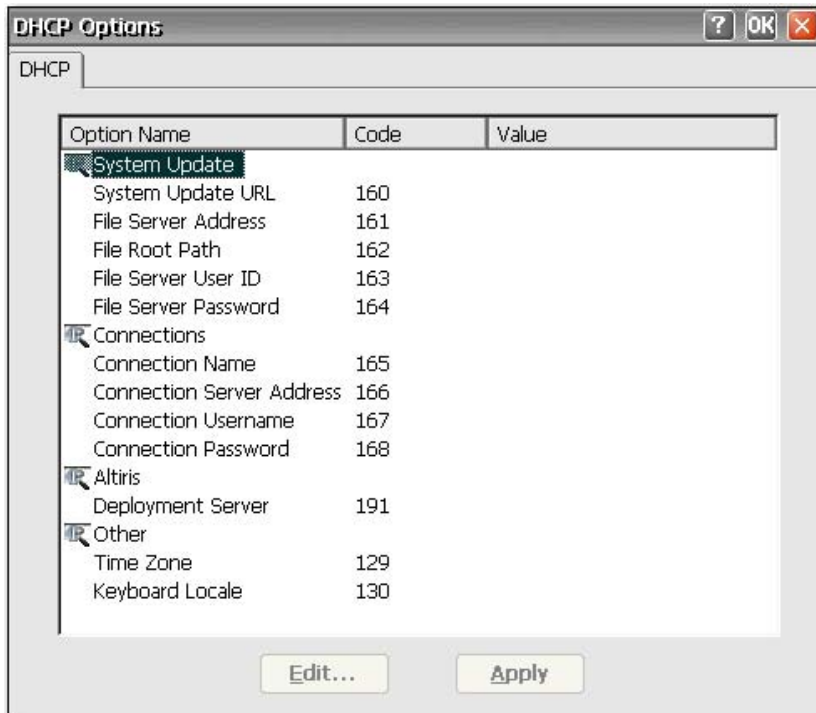 DHCP Options ? OK
DHCP
Option Name Code Value
System Update
System Update URL 160
File Server Address 161
File Root Path 162
File Server User ID 163
File Server Password 164
Connections
Connection Name 165
Connection Server Address 166
Connection Username 167
Connection Password 168
Altiris
Deployment Server 191
Other
Time Zone 129
Keyboard Locale 130
Edit... Apply